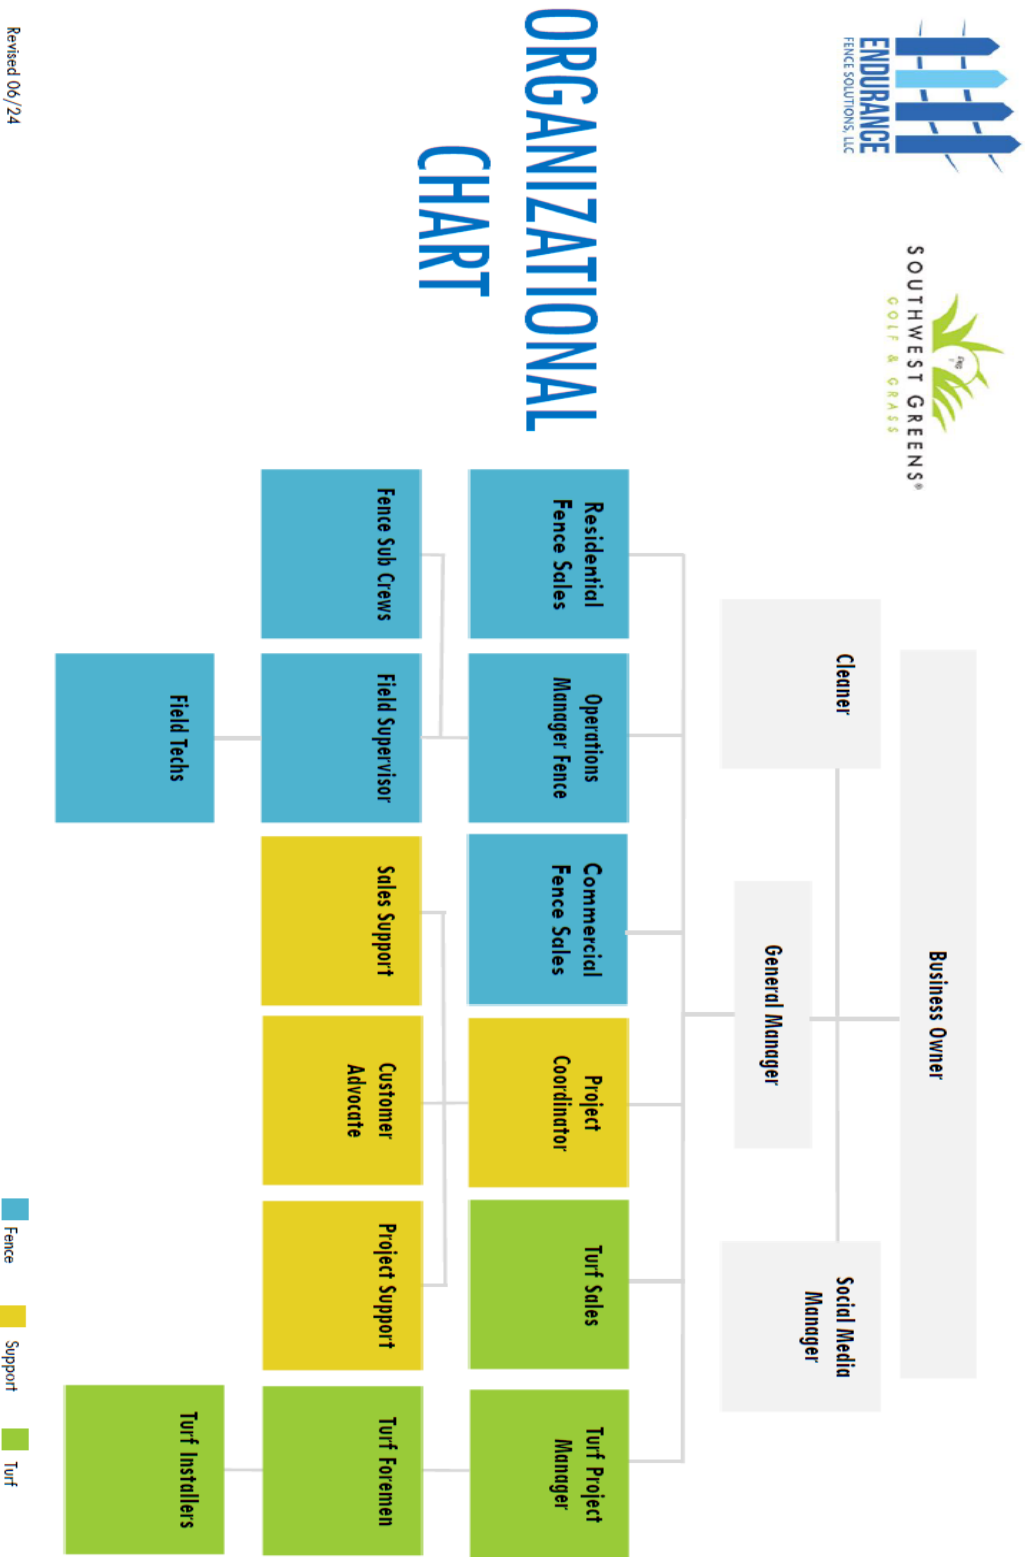 ENDURANCE
FENCE SOLUTIONS, LLC
SOUTHWEST GREENS®
GOLF & GRASS
ORGANIZATIONAL
CHART
Business Owner
Cleaner
General Manager
Social Media
Manager
Residential
Fence Sales
Operations
Manager Fence
Commercial
Fence Sales
Project
Coordinator
Turf Sales
Turf Project
Manager
Fence Sub Crews
Field Supervisor
Sales Support
Customer
Advocate
Project Support
Turf Foremen
Field Techs
Turf Installers
Revised 06/24
Fence
Support
Turf